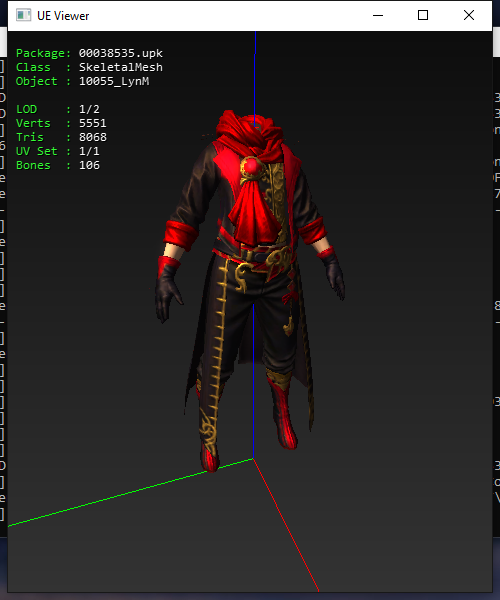 UE Viewer
Package: 00038535.upk
Class : SkeletalMesh
Object : 10055_LynM
LOD : 1/2
Verts : 5551
Tris : 8068
UV Set : 1/1
Bones : 106